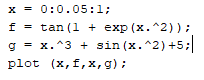 x = 0:0.05:1;
f = tan(1 + exp(x.^2));
g = x.^3 + sin(x.^2)+5;
plot (x,f,x,g);